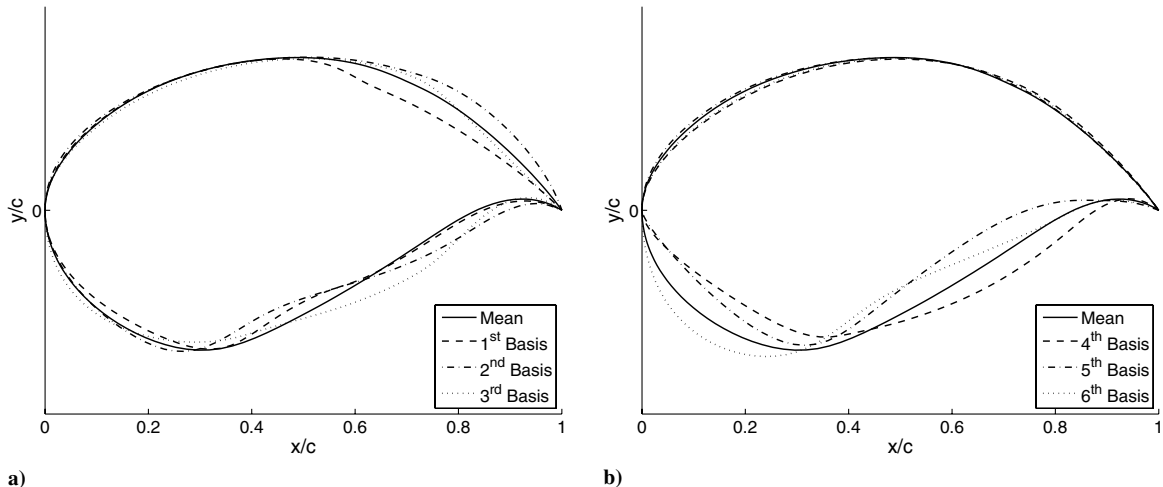 y/c
0
Mean
1st Basis
2nd Basis
3rd Basis
0
0.2
0.4
0.6
0.8
1
x/c
a)
y/c
0
Mean
4th Basis
5th Basis
6th Basis
0
0.2
0.4
0.6
0.8
1
x/c
b)